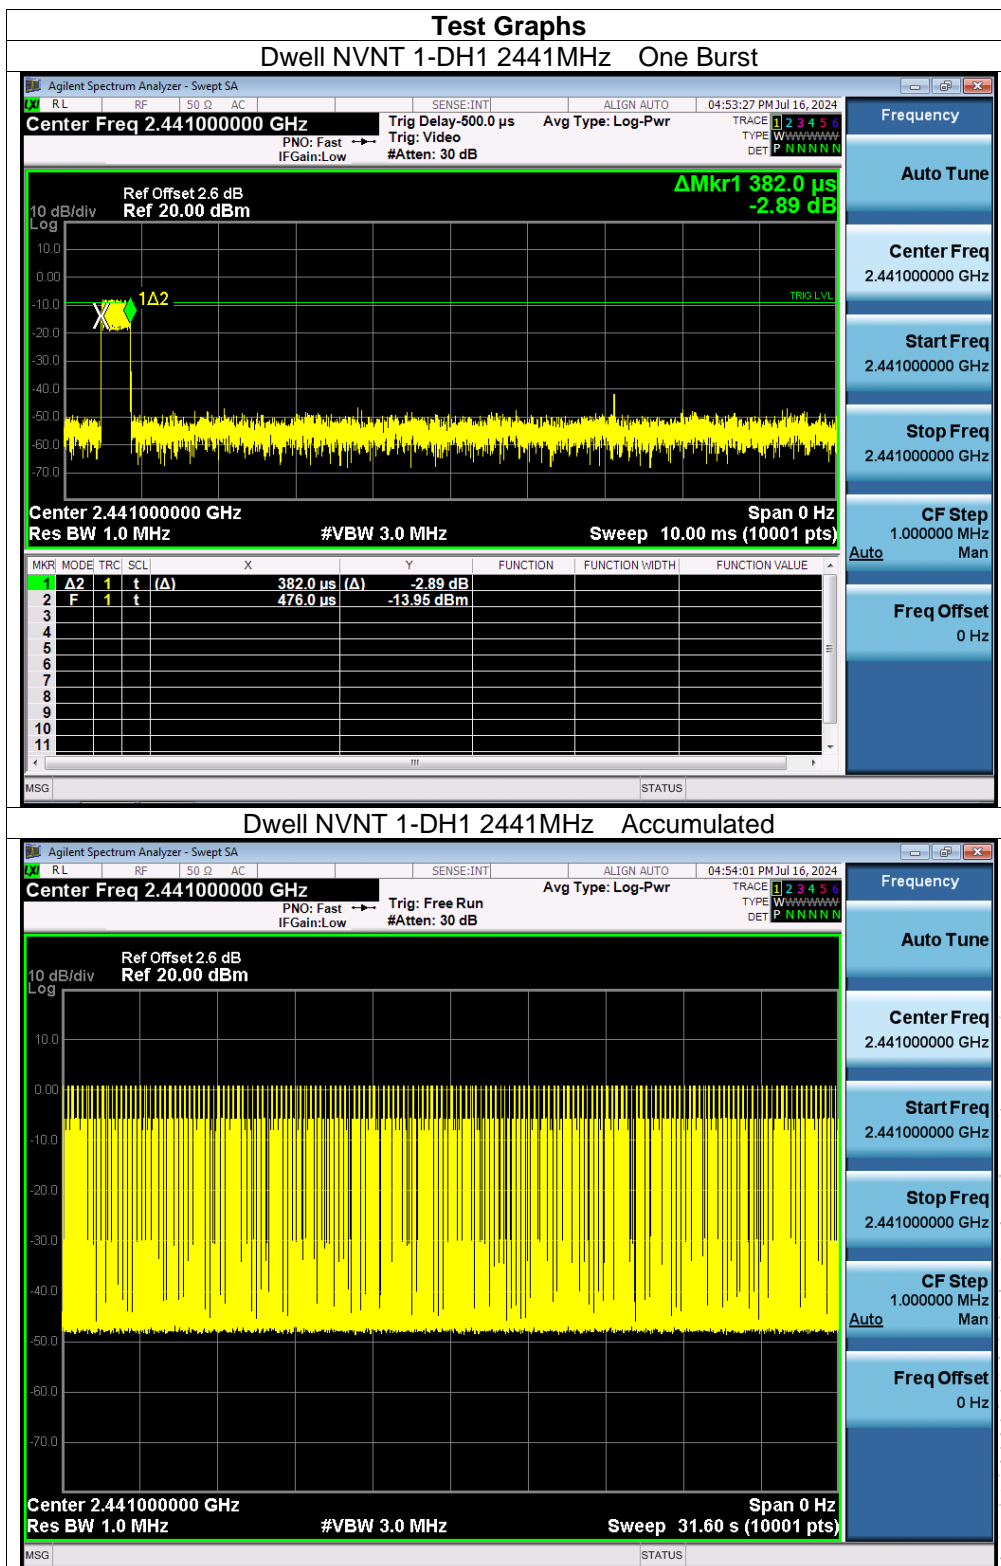 Test Graphs
Dwell NVNT 1-DH1 2441MHz One Burst
Agilent Spectrum Analyzer - Swept SA
LXI RL RF 50 Ω AC SENSE:INT ALIGN AUTO 04:53:27 PM Jul 16, 2024
Center Freq 2.441000000 GHz
PNO: Fast
IFGain:Low
Trig Delay-500.0 µs
Trig: Video
#Atten: 30 dB
Avg Type: Log-Pwr
TRACE 1 2 3 4 5 6
TYPE WWWWWW
DET P N N N N N
Frequency
Auto Tune
Center Freq
2.441000000 GHz
Start Freq
2.441000000 GHz
Stop Freq
2.441000000 GHz
CF Step
1.000000 MHz
Auto Man
Freq Offset
0 Hz
ΔMkr1 382.0 µs
-2.89 dB
Ref Offset 2.6 dB
10 dB/div Ref 20.00 dBm
Log
10.0
0.00
-10.0
-20.0
-30.0
-40.0
-50.0
-60.0
-70.0
1Δ2
TRIG LVL
Center 2.441000000 GHz Span 0 Hz
Res BW 1.0 MHz #VBW 3.0 MHz Sweep 10.00 ms (10001 pts)
MKR MODE TRC SCL X Y FUNCTION FUNCTION WIDTH FUNCTION VALUE
1 Δ2 1 t (Δ) 382.0 µs (Δ) -2.89 dB
2 F 1 t 476.0 µs -13.95 dBm
3
4
5
6
7
8
9
10
11
MSG STATUS
Dwell NVNT 1-DH1 2441MHz Accumulated
Agilent Spectrum Analyzer - Swept SA
LXI RL RF 50 Ω AC SENSE:INT ALIGN AUTO 04:54:01 PM Jul 16, 2024
Center Freq 2.441000000 GHz
PNO: Fast
IFGain:Low
Trig: Free Run
#Atten: 30 dB
Avg Type: Log-Pwr
TRACE 1 2 3 4 5 6
TYPE WWWWWW
DET P N N N N N
Frequency
Auto Tune
Center Freq
2.441000000 GHz
Start Freq
2.441000000 GHz
Stop Freq
2.441000000 GHz
CF Step
1.000000 MHz
Auto Man
Freq Offset
0 Hz
Ref Offset 2.6 dB
10 dB/div Ref 20.00 dBm
Log
10.0
0.00
-10.0
-20.0
-30.0
-40.0
-50.0
-60.0
-70.0
Center 2.441000000 GHz Span 0 Hz
Res BW 1.0 MHz #VBW 3.0 MHz Sweep 31.60 s (10001 pts)
MSG STATUS